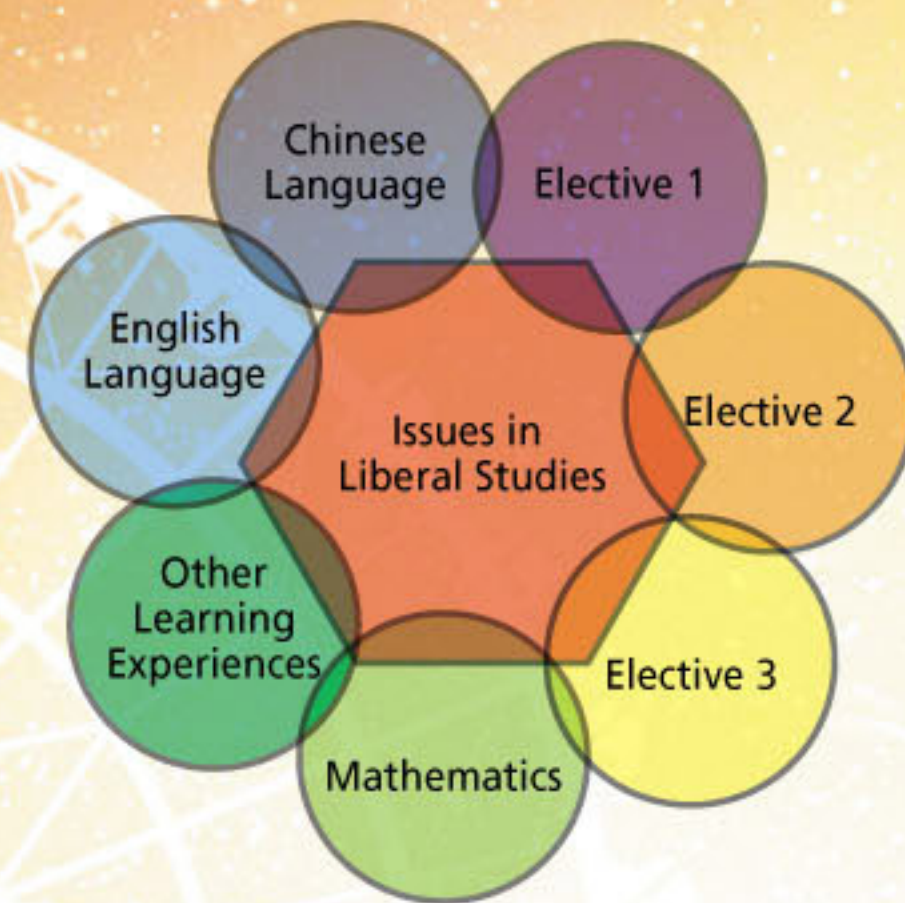 Chinese
Language
Elective 1
English
Language
Elective 2
Issues in
Liberal Studies
Other
Learning
Experiences
Elective 3
Mathematics